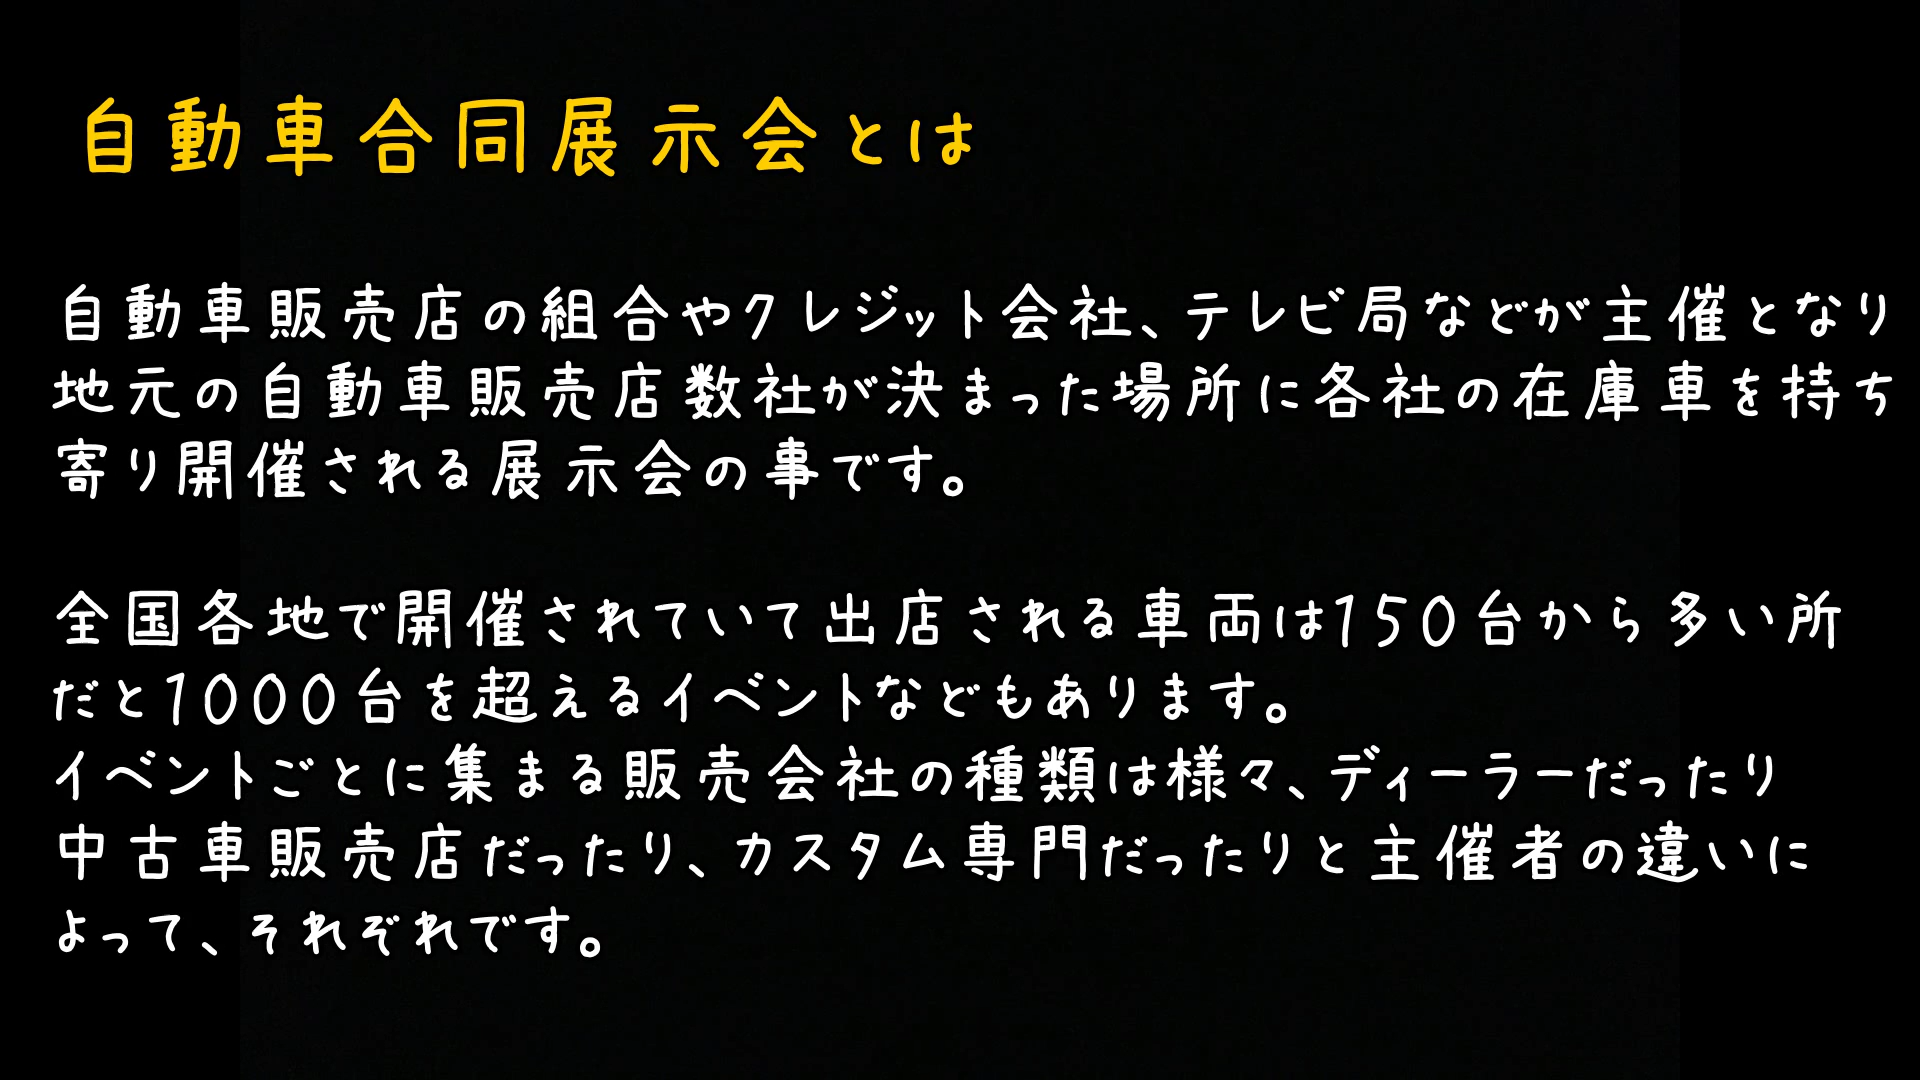 自動車合同展示会とは
自動車販売店の組合やクレジット会社、テレビ局などが主催となり
地元の自動車販売店数社が決まった場所に各社の在庫車を持ち
寄り開催される展示会の事です。
全国各地で開催されていて出店される車両は150台から多い所
だと1000台を超えるイベントなどもあります。
イベントごとに集まる販売会社の種類は様々、ディーラーだったり
中古車販売店だったり、カスタム専門だったりと主催者の違いに
よって、それぞれです。